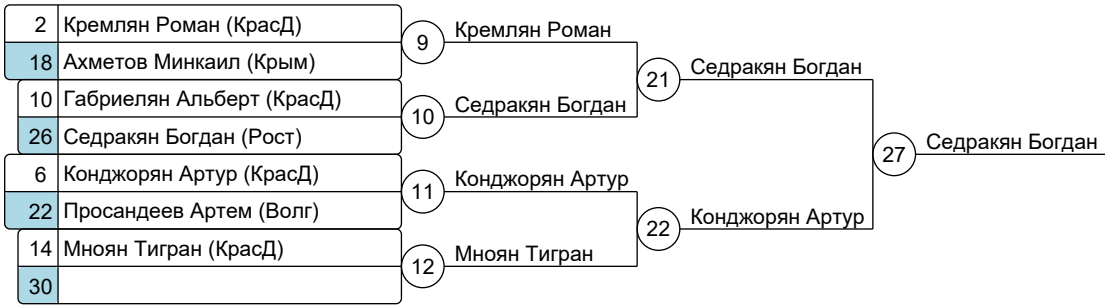 2 Кремлян Роман (КрасД)
18 Ахметов Минкаил (Крым)
10 Габриелян Альберт (КрасД)
26 Седракян Богдан (Рост)
6 Конджорян Артур (КрасД)
22 Просандеев Артем (Волг)
14 Мноян Тигран (КрасД)
30
9 Кремлян Роман
10 Седракян Богдан
11 Конджорян Артур
12 Мноян Тигран
21 Седракян Богдан
22 Конджорян Артур
27 Седракян Богдан